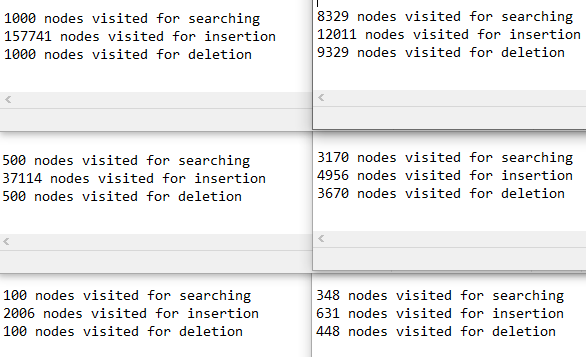 1000 nodes visited for searching
157741 nodes visited for insertion
1000 nodes visited for deletion
8329 nodes visited for searching
12011 nodes visited for insertion
9329 nodes visited for deletion
500 nodes visited for searching
37114 nodes visited for insertion
500 nodes visited for deletion
3170 nodes visited for searching
4956 nodes visited for insertion
3670 nodes visited for deletion
100 nodes visited for searching
2006 nodes visited for insertion
100 nodes visited for deletion
348 nodes visited for searching
631 nodes visited for insertion
448 nodes visited for deletion